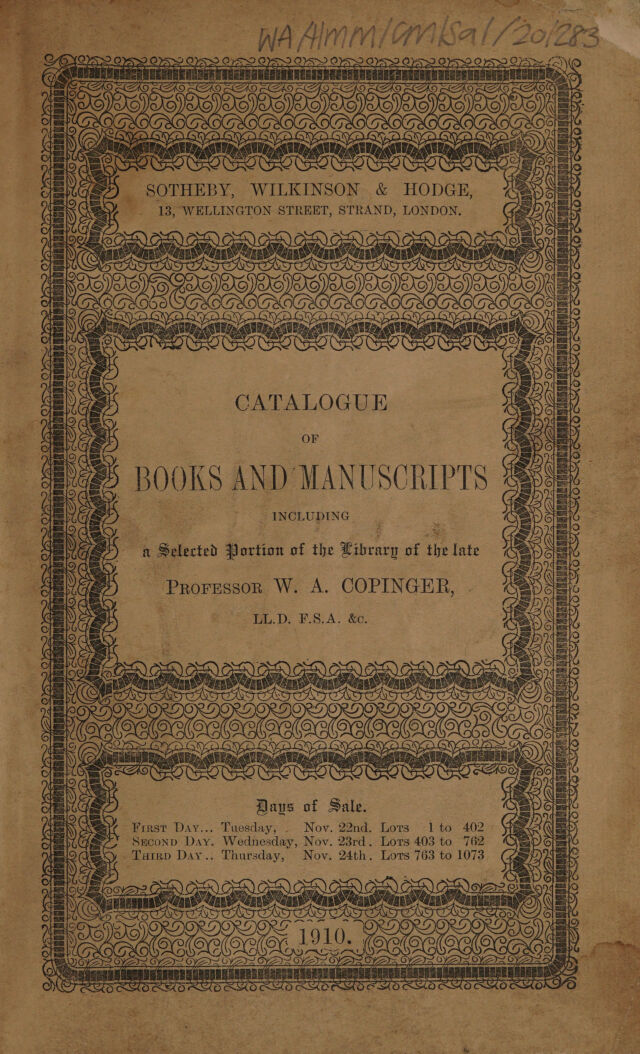 WA/HMM/CM/Sal/20/283
SOTHEBY, WILKINSON & HODGE,
13, WELLINGTON STREET, STRAND, LONDON.
CATALOGUE
OF
BOOKS AND MANUSCRIPTS
INCLUDING
a Selected Portion of the Library of the late
PROFESSOR W. A. COPINGER,
LL.D. F.S.A. &c.
Days of Sale.
FIRST DAY... Tuesday, . Nov. 22nd. LOTS 1 to 402
SECOND DAY. Wednesday, Nov. 23rd. LOTS 403 to 762
THIRD DAY.. Thursday, Nov. 24th. LOTS 763 to 1073
1910.